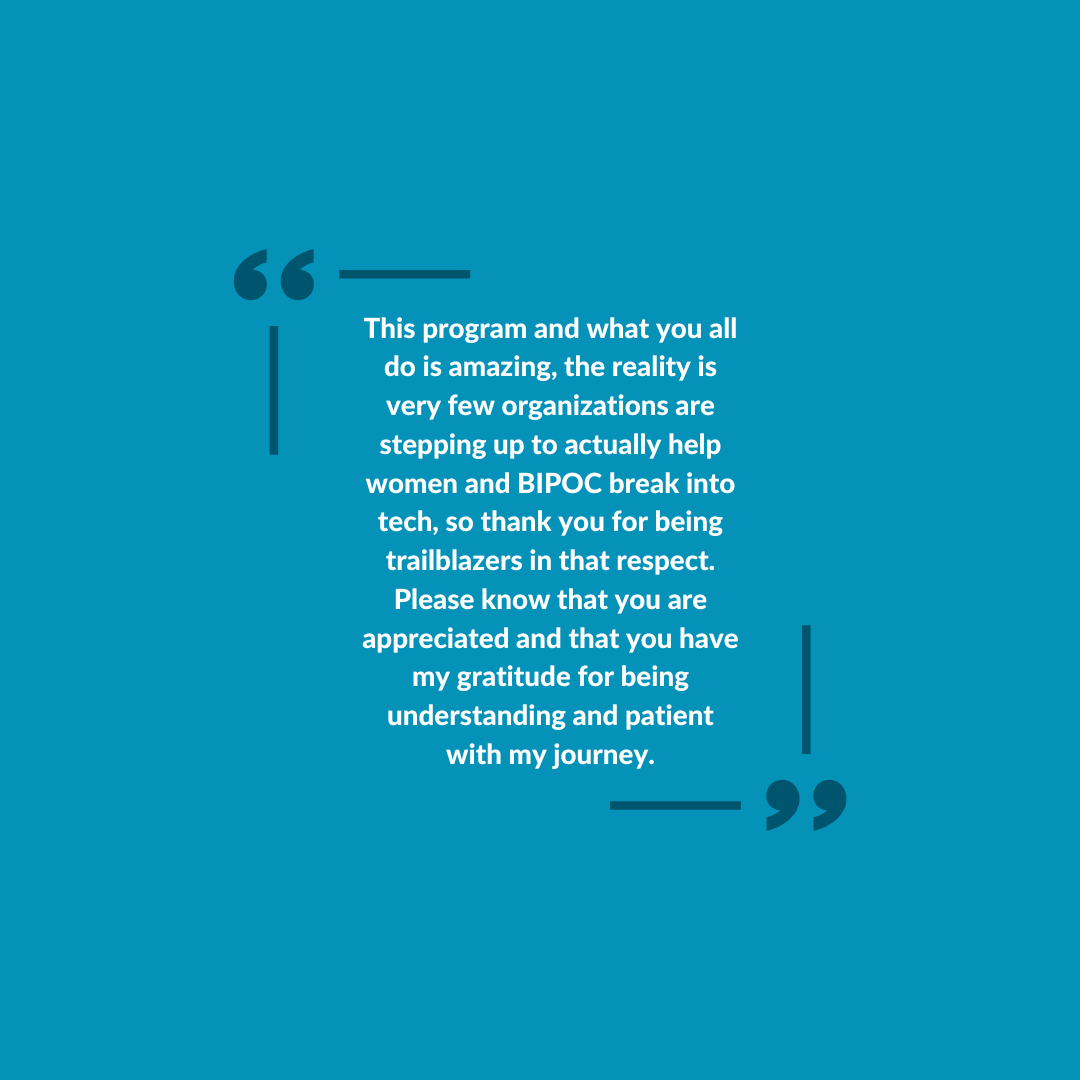 This program and what you all
do is amazing, the reality is
very few organizations are
stepping up to actually help
women and BIPOC break into
tech, so thank you for being
trailblazers in that respect.
Please know that you are
appreciated and that you have
my gratitude for being
understanding and patient
with my journey.